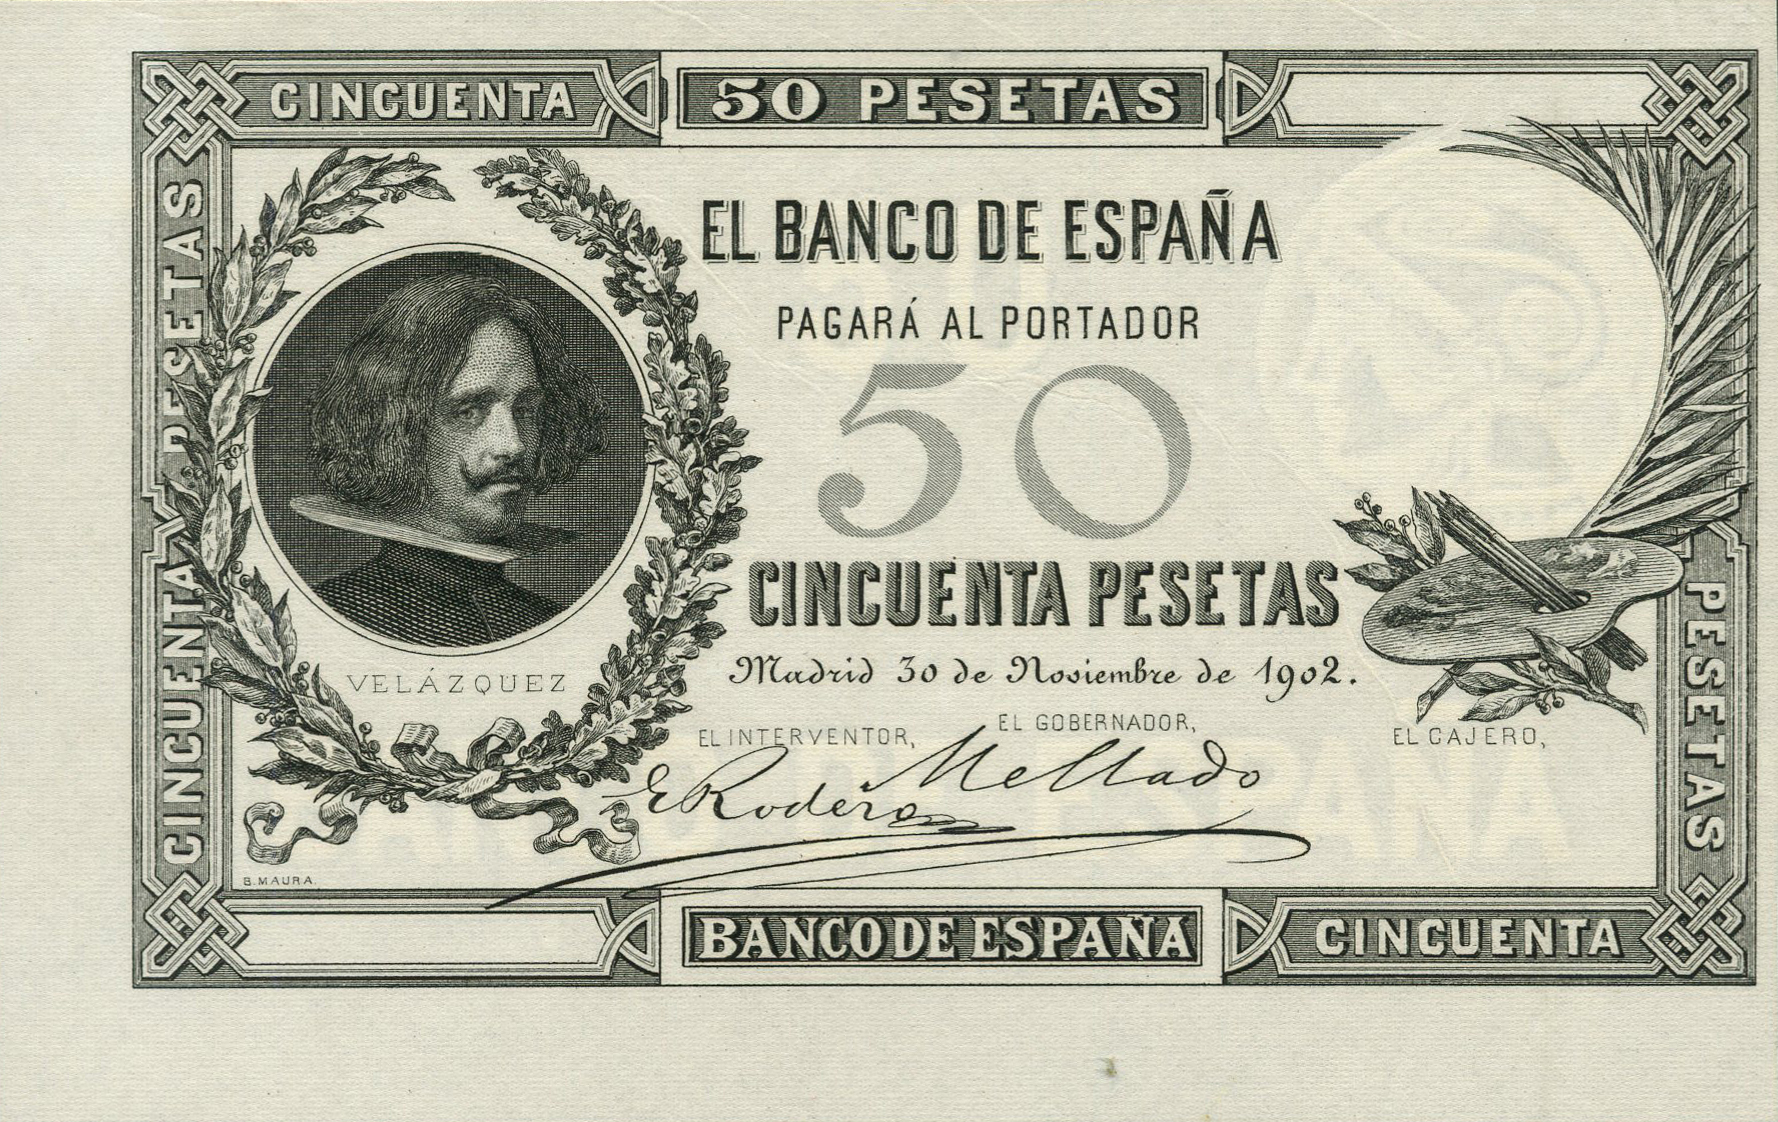 CINCUENTA
50 PESETAS
CINCUENTA PESETAS
EL BANCO DE ESPAÑA
PAGARÁ AL PORTADOR
50
CINCUENTA PESETAS
Madrid 30 de Noviembre de 1902.
VELÁZQUEZ
EL INTERVENTOR,
EL GOBERNADOR,
EL CAJERO,
E Rodero
Mellado
B. MAURA.
BANCO DE ESPAÑA
CINCUENTA
PESETAS